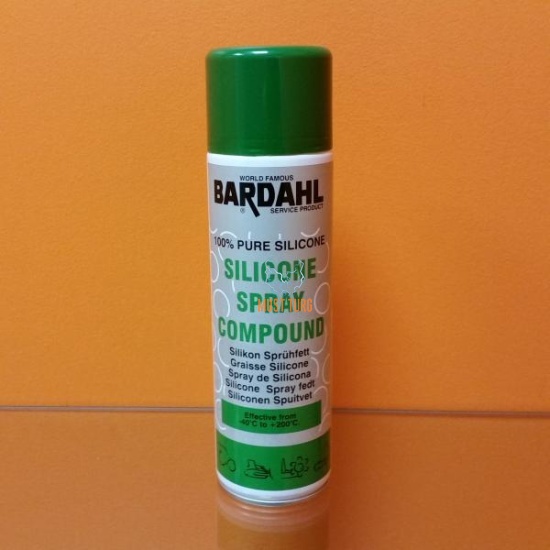 WORLD FAMOUS
BARDAHL
® SERVICE PRODUCT
100% PURE SILICONE
SILICONE
SPRAY
COMPOUND
Silikon Sprühfett
Graisse Silicone
Spray de Silicona
Silicone Spray fedt
Siliconen Spuitvet
Effective from
-40°C to +200°C.